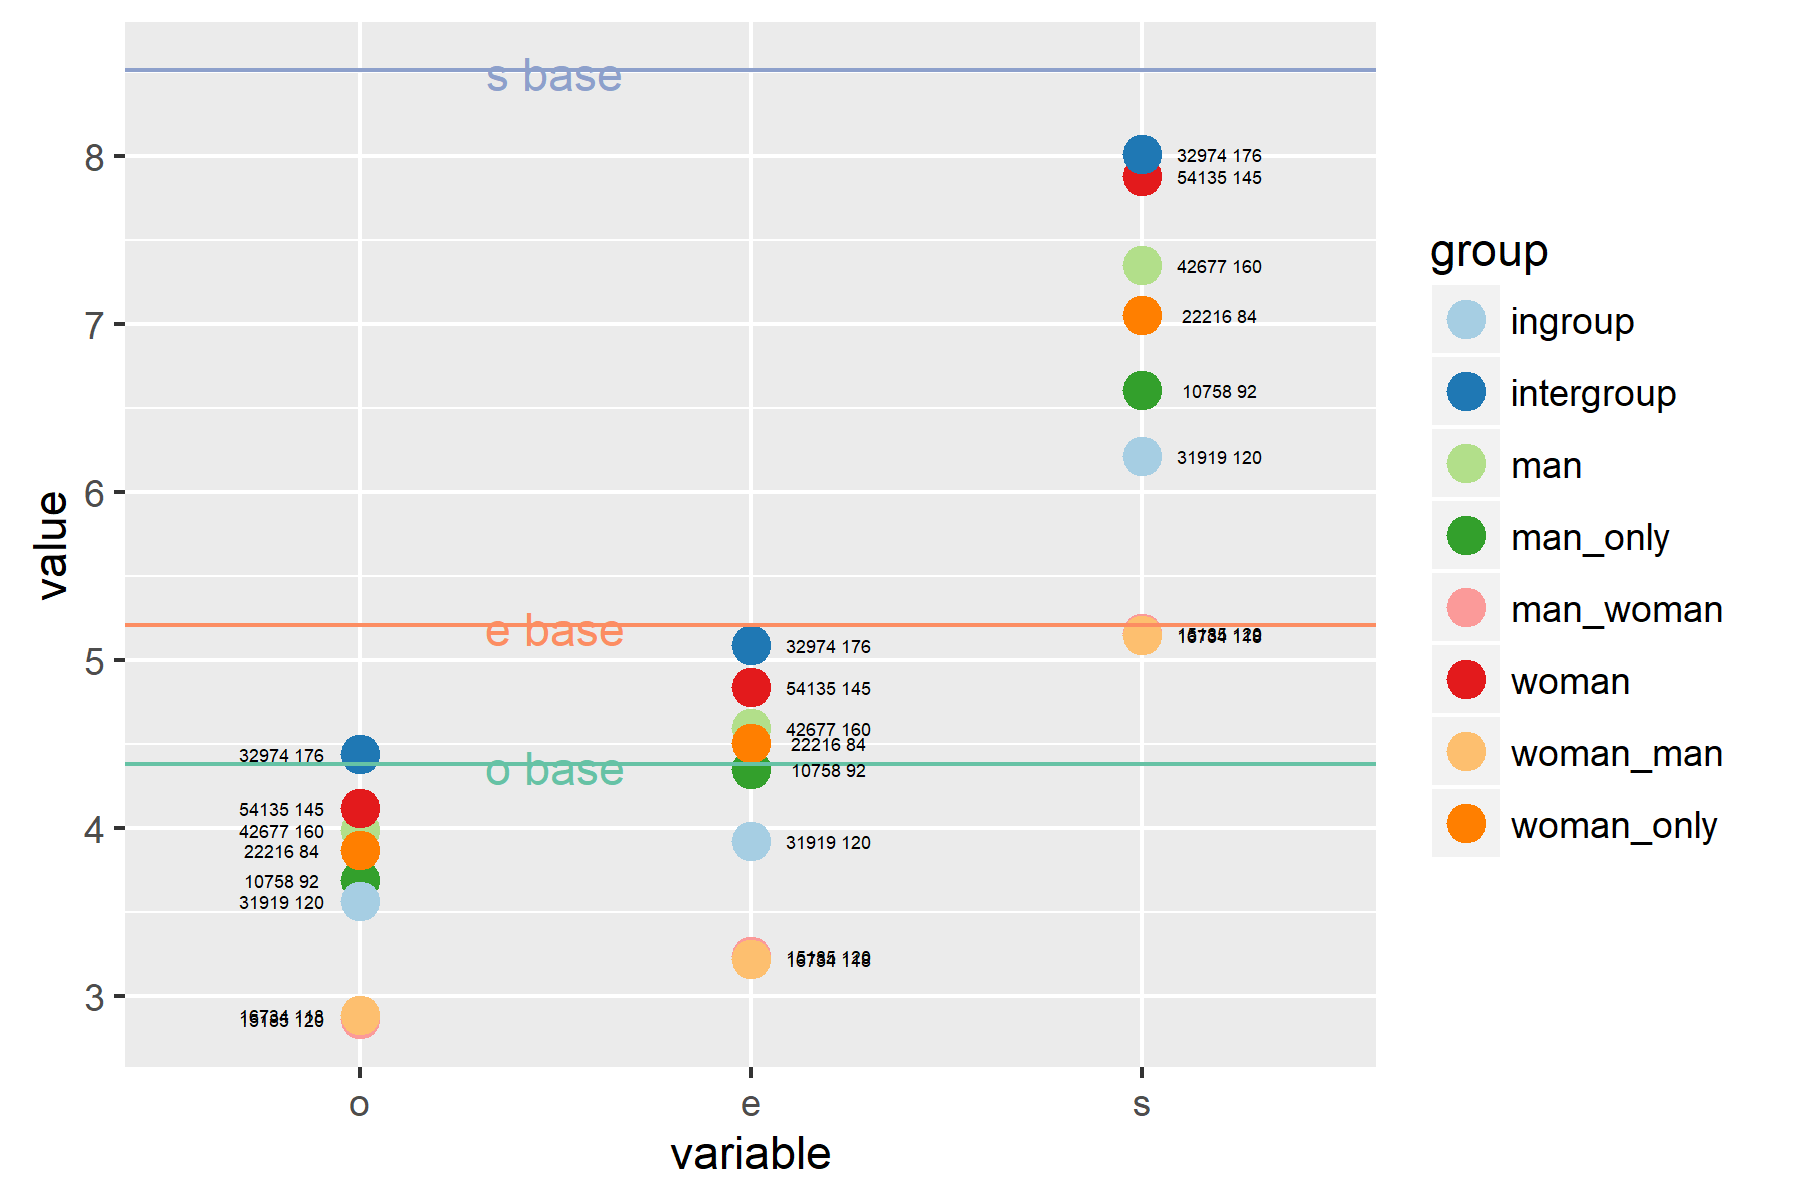 s base
8
32974 176
54135 145
42677 160
7
22216 84
10758 92
31919 120
6
e base
5
32974 176
54135 145
42677 160
22216 84
10758 92
31919 120
o base
32974 176
54135 145
42677 160
22216 84
10758 92
31919 120
4
3
o
e
s
variable
value
group
ingroup
intergroup
man
man_only
man_woman
woman
woman_man
woman_only